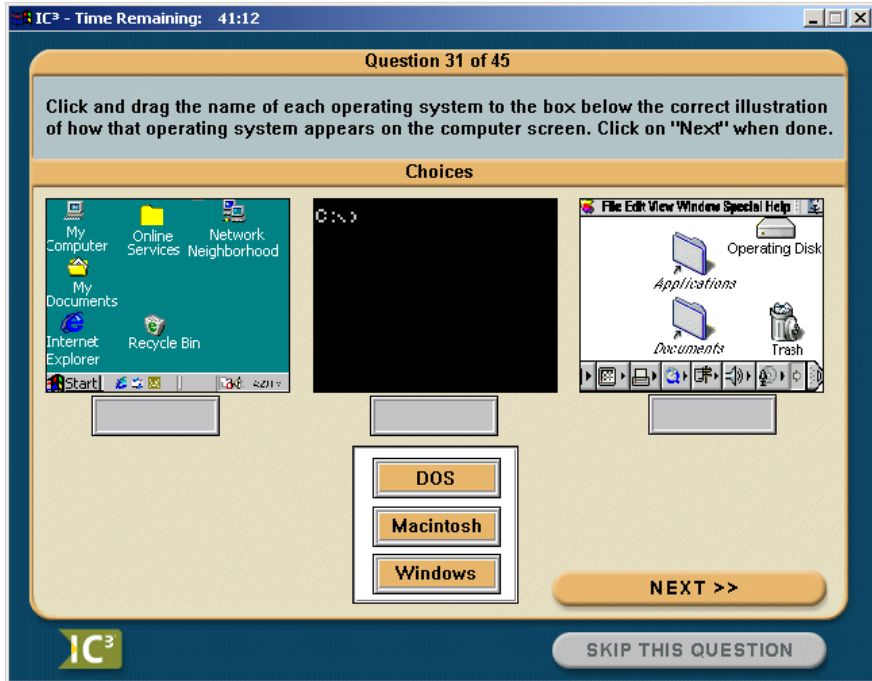 IC³ - Time Remaining: 41:12
Question 31 of 45
Click and drag the name of each operating system to the box below the correct illustration
of how that operating system appears on the computer screen. Click on "Next" when done.
Choices
My
Computer
Online
Services
Network
Neighborhood
My
Documents
Internet
Explorer
Recycle Bin
Start
C:\>
File Edit View Window Special Help
Operating Disk
Applications
Documents
Trash
DOS
Macintosh
Windows
NEXT >>
IC³
SKIP THIS QUESTION